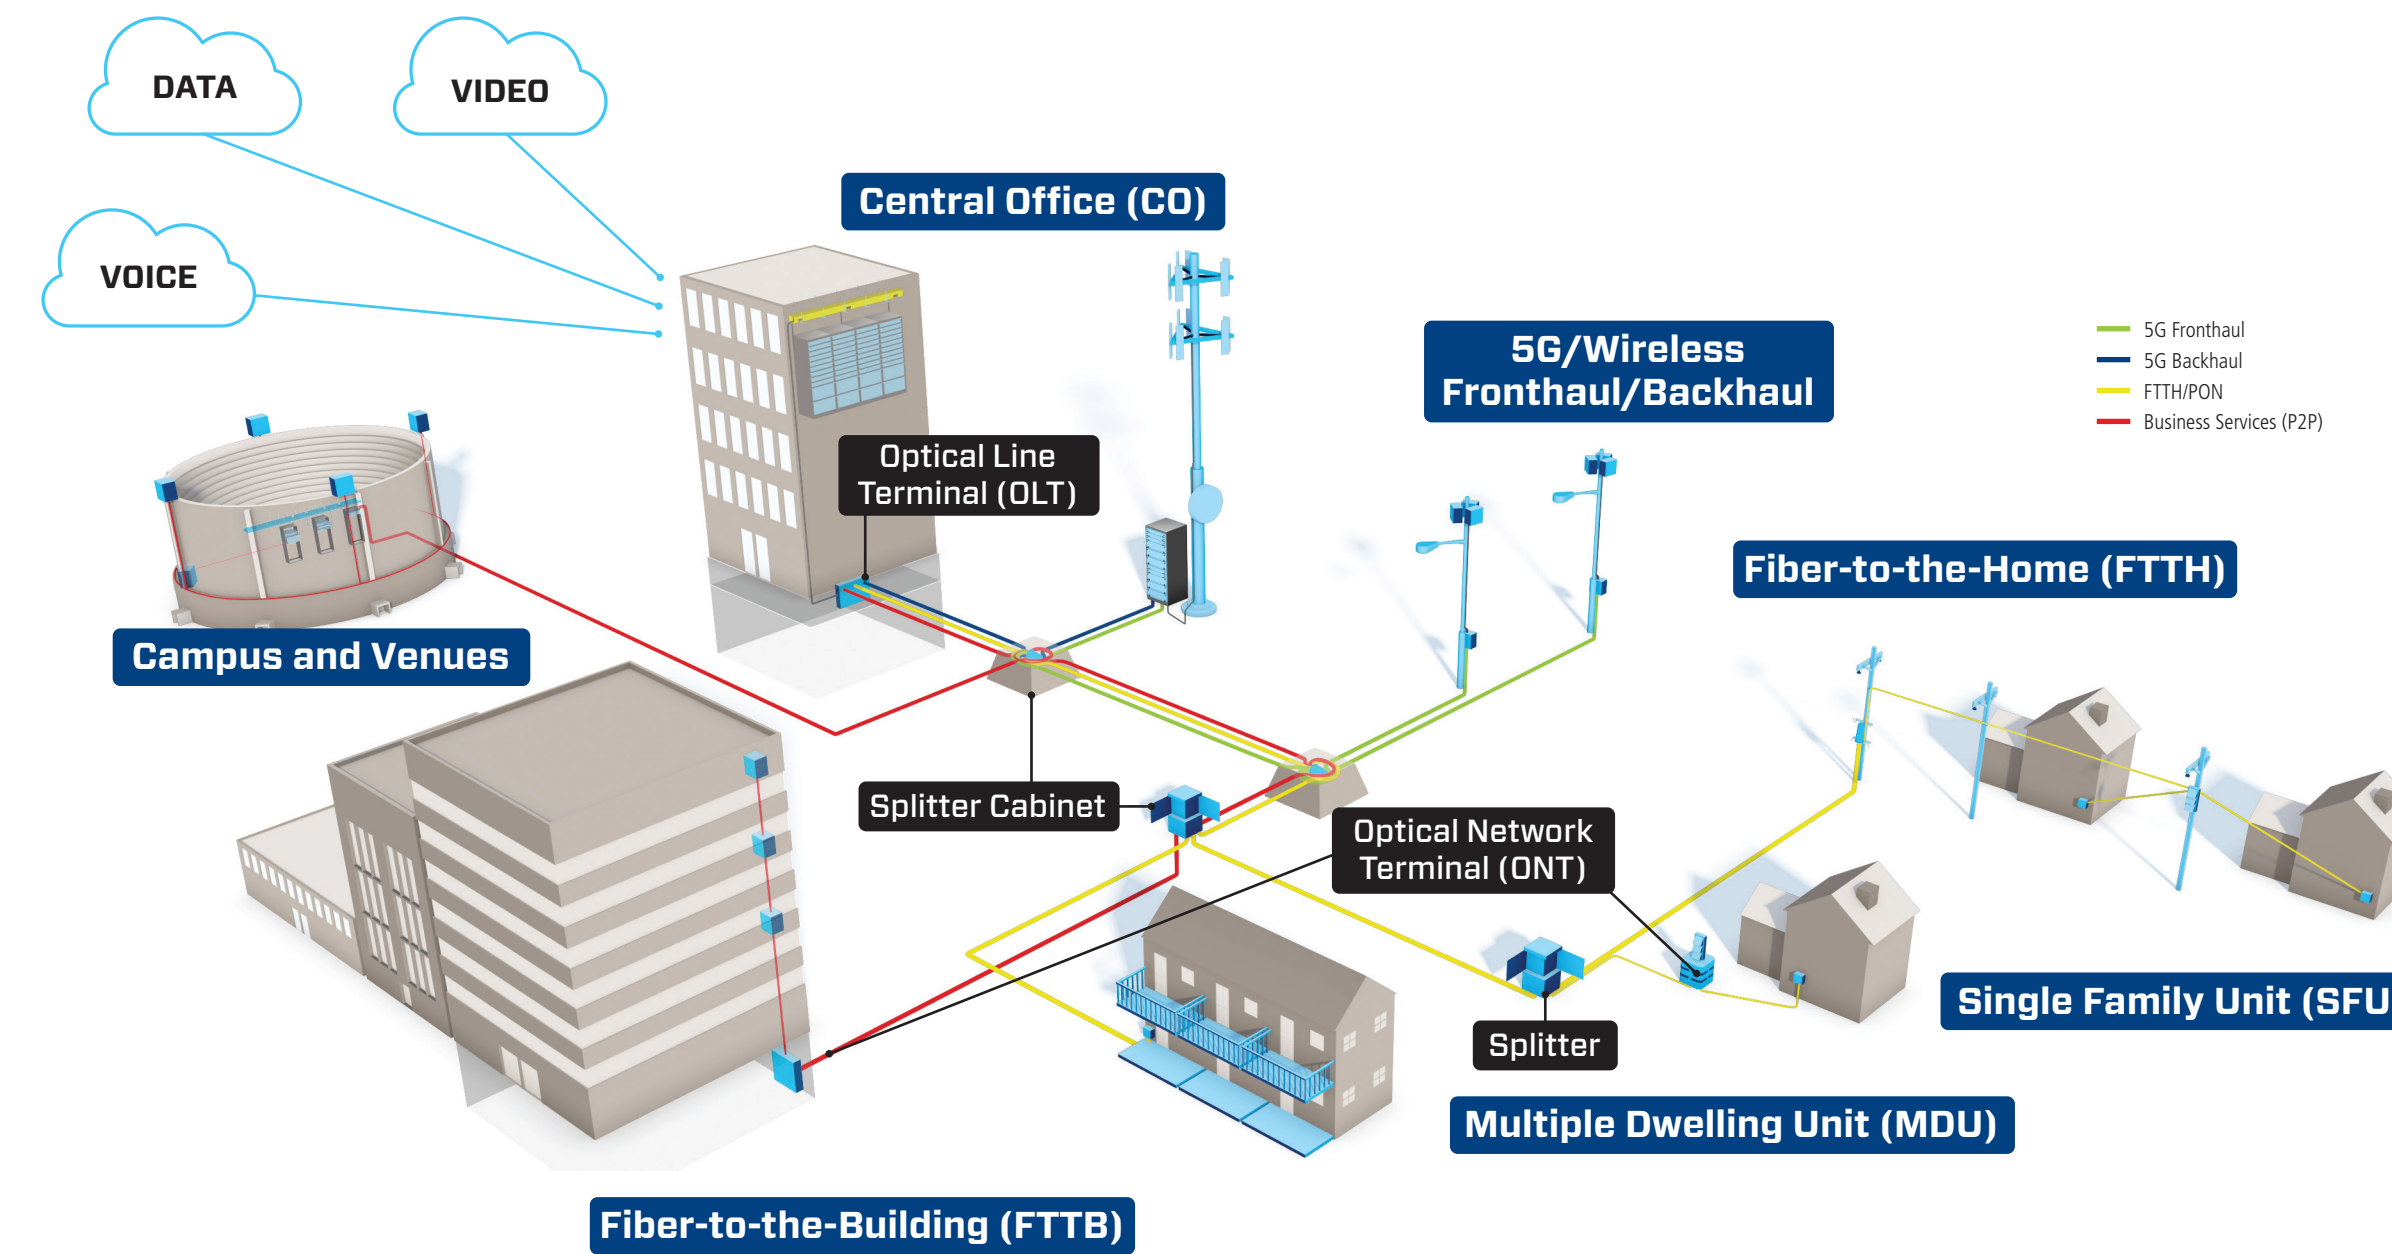 DATA
VIDEO
VOICE
Central Office (CO)
5G/Wireless
Fronthaul/Backhaul
5G Fronthaul
5G Backhaul
FTTH/PON
Business Services (P2P)
Optical Line
Terminal (OLT)
Fiber-to-the-Home (FTTH)
Campus and Venues
Splitter Cabinet
Optical Network
Terminal (ONT)
Single Family Unit (SFU
Splitter
Multiple Dwelling Unit (MDU)
Fiber-to-the-Building (FTTB)